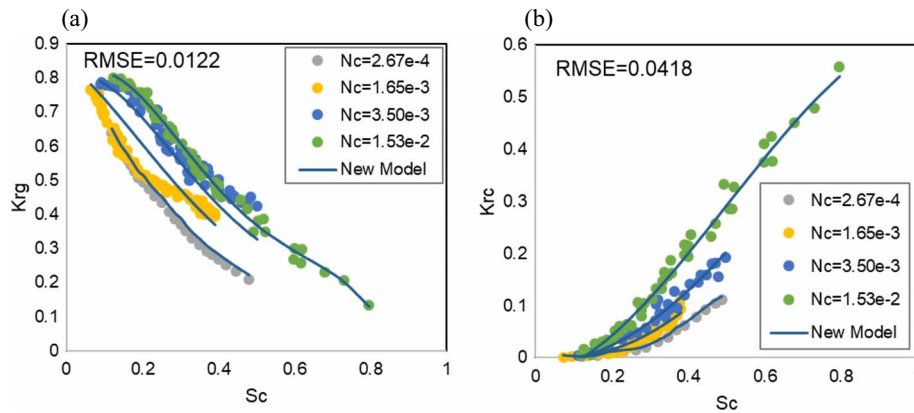 (a)
RMSE=0.0122
Nc=2.67e-4
Nc=1.65e-3
Nc=3.50e-3
Nc=1.53e-2
New Model
0.9
0.8
0.7
0.6
0.5
0.4
0.3
0.2
0.1
0
Krg
0 0.2 0.4 0.6 0.8 1
Sc
(b)
RMSE=0.0418
Nc=2.67e-4
Nc=1.65e-3
Nc=3.50e-3
Nc=1.53e-2
New Model
0.6
0.5
0.4
0.3
0.2
0.1
0
Krc
0 0.2 0.4 0.6 0.8 1
Sc